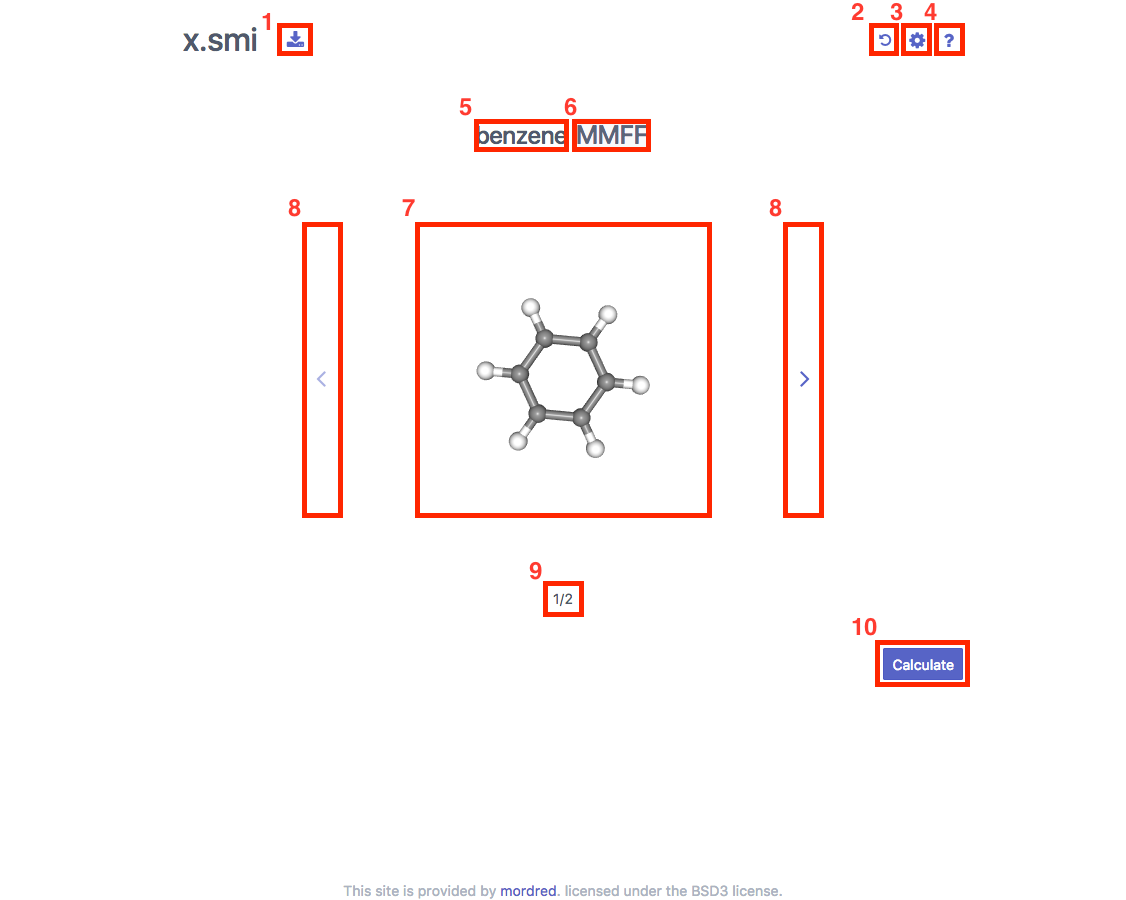 x.smi 1 2 3 4
?
5 6
benzene MMFF
8 7 8
9
1/2
10
Calculate
This site is provided by mordred. licensed under the BSD3 license.